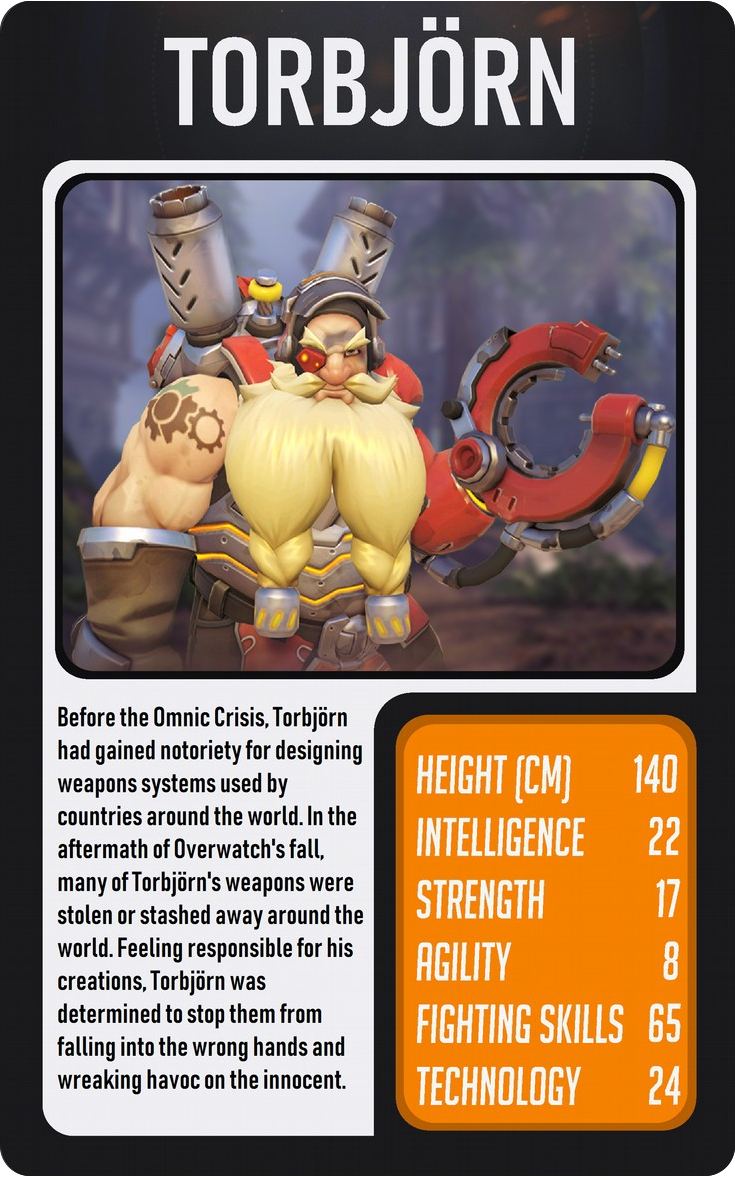 TORBJÖRN
Before the Omnic Crisis, Torbjörn
had gained notoriety for designing
weapons systems used by
countries around the world. In the
aftermath of Overwatch's fall,
many of Torbjörn's weapons were
stolen or stashed away around the
world. Feeling responsible for his
creations, Torbjörn was
determined to stop them from
falling into the wrong hands and
wreaking havoc on the innocent.
HEIGHT (CM) 140
INTELLIGENCE 22
STRENGTH 17
AGILITY 8
FIGHTING SKILLS 65
TECHNOLOGY 24